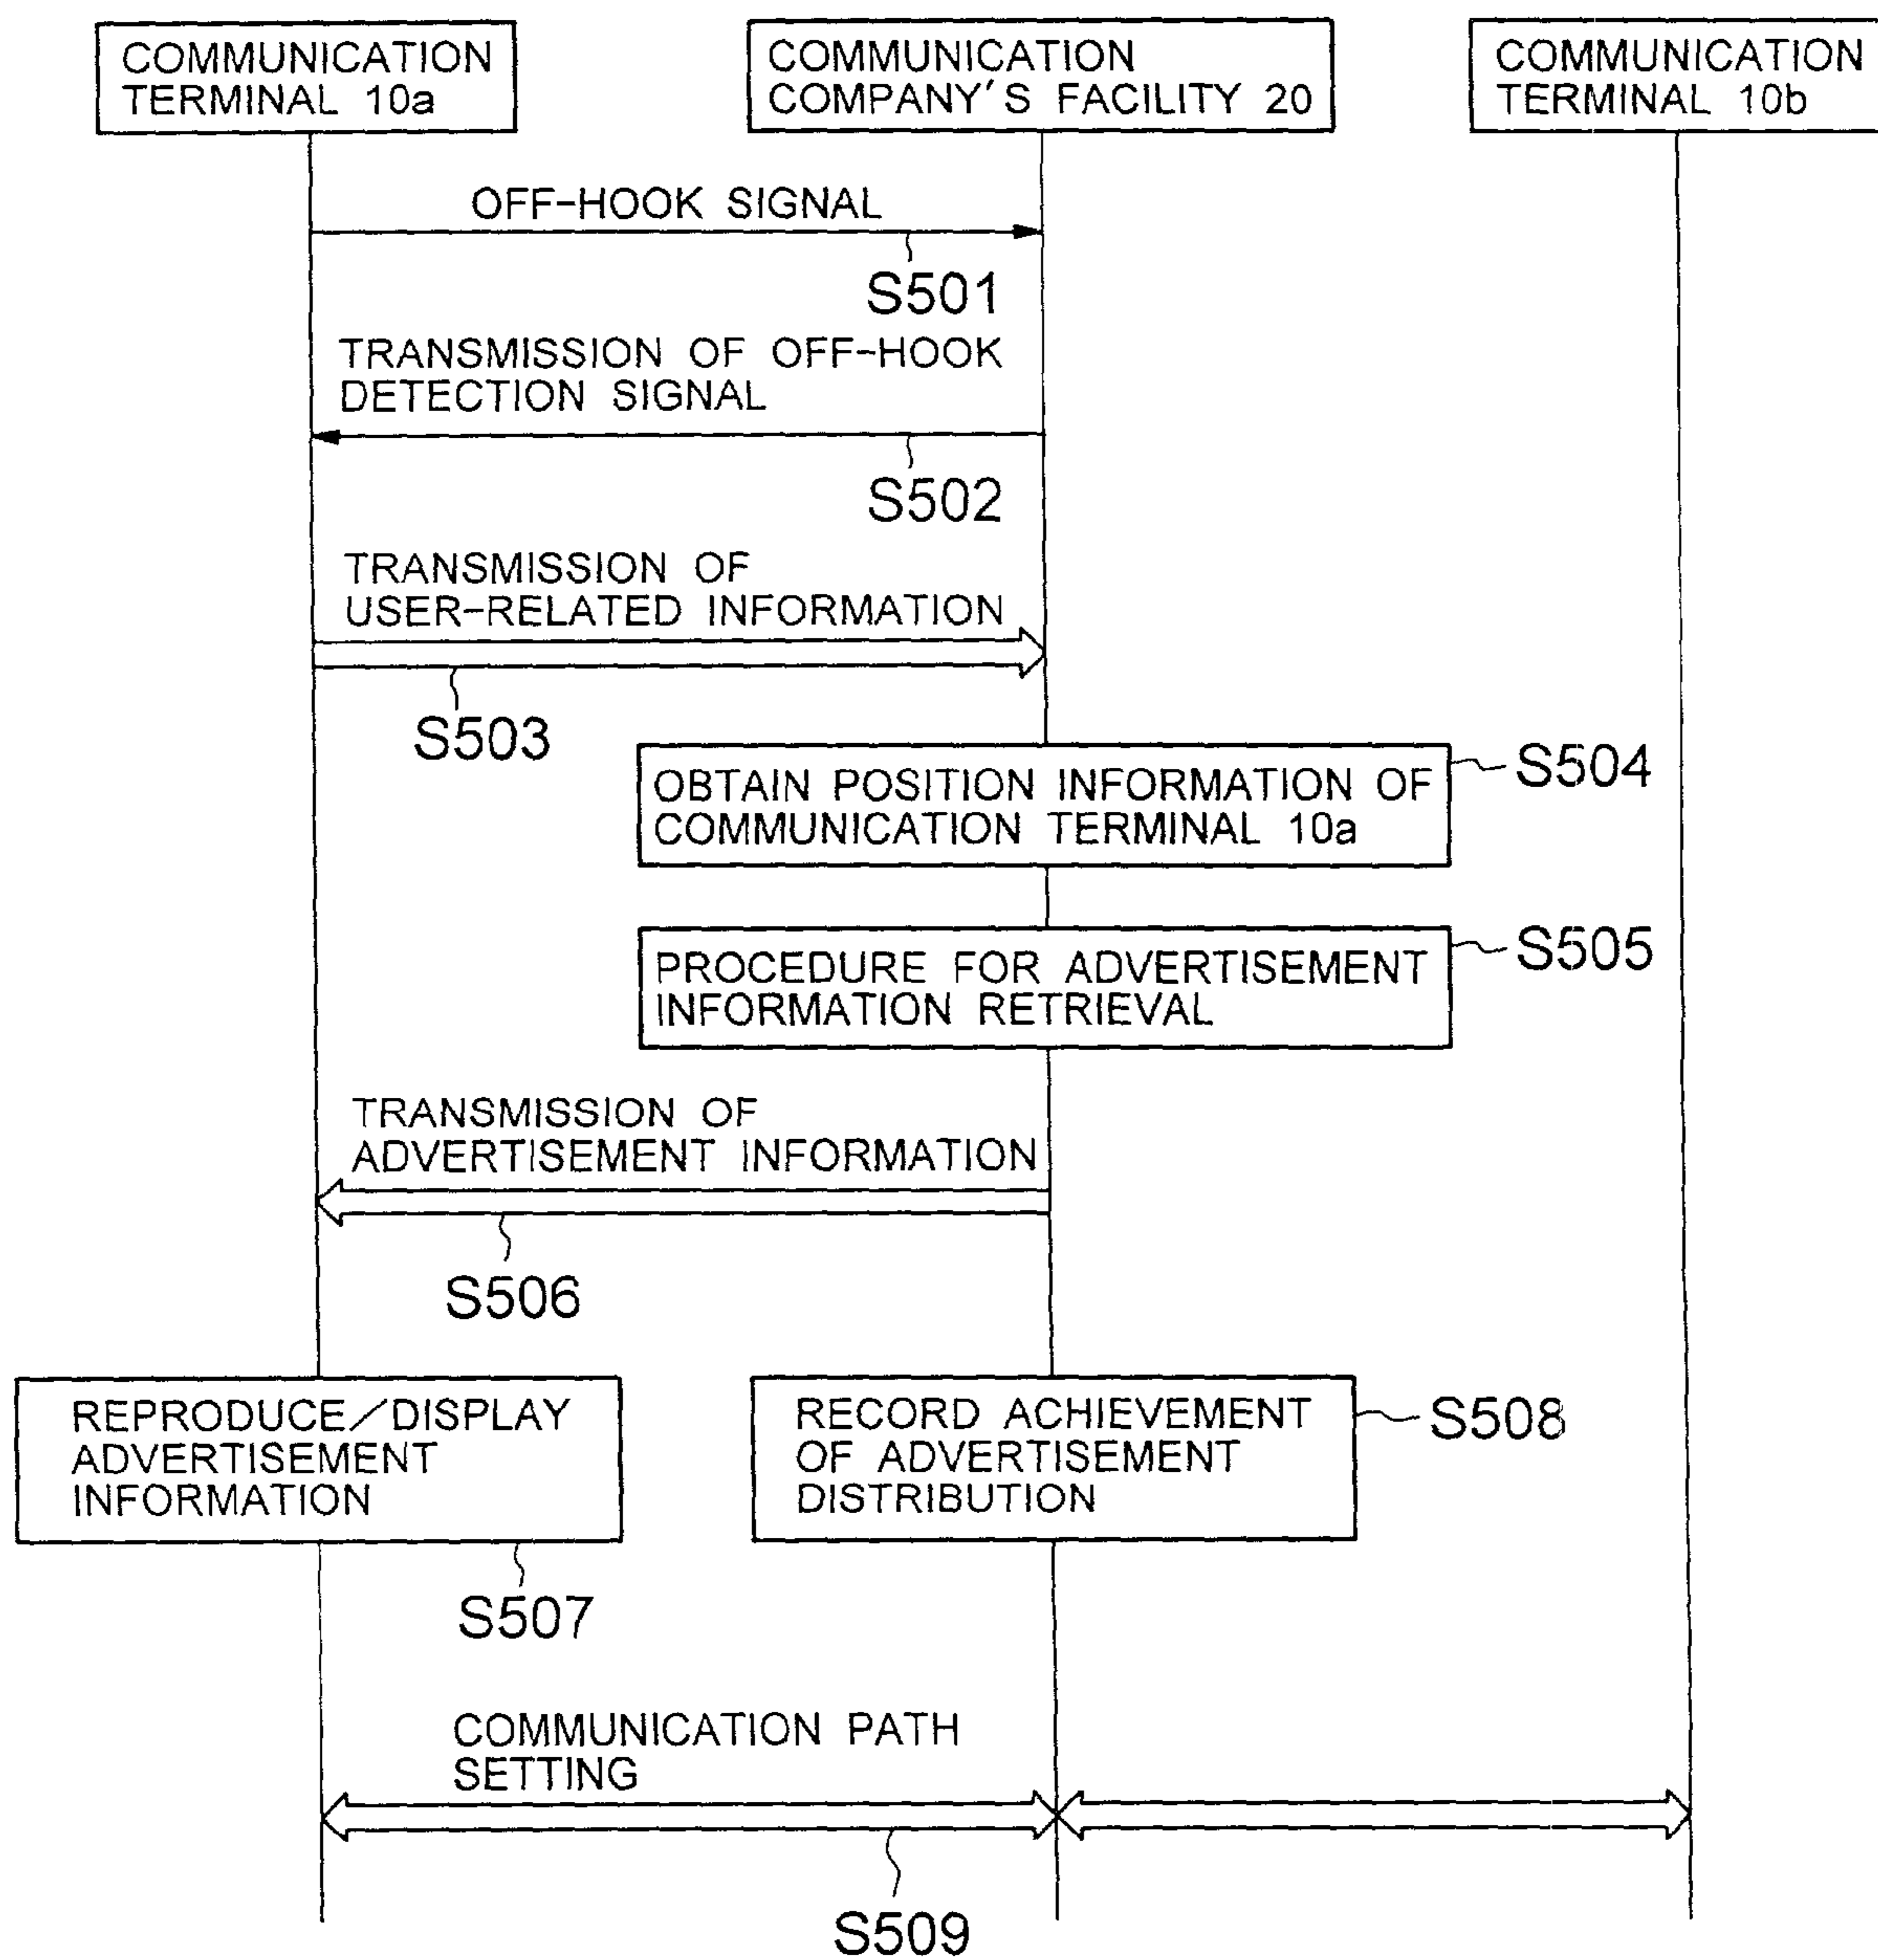 COMMUNICATION
TERMINAL 10a
COMMUNICATION
COMPANY'S FACILITY 20
COMMUNICATION
TERMINAL 10b
OFF-HOOK SIGNAL
S501
TRANSMISSION OF OFF-HOOK
DETECTION SIGNAL
S502
TRANSMISSION OF
USER-RELATED INFORMATION
S503
OBTAIN POSITION INFORMATION OF
COMMUNICATION TERMINAL 10a
S504
PROCEDURE FOR ADVERTISEMENT
INFORMATION RETRIEVAL
S505
TRANSMISSION OF
ADVERTISEMENT INFORMATION
S506
REPRODUCE/DISPLAY
ADVERTISEMENT
INFORMATION
S507
RECORD ACHIEVEMENT
OF ADVERTISEMENT
DISTRIBUTION
S508
COMMUNICATION PATH
SETTING
S509